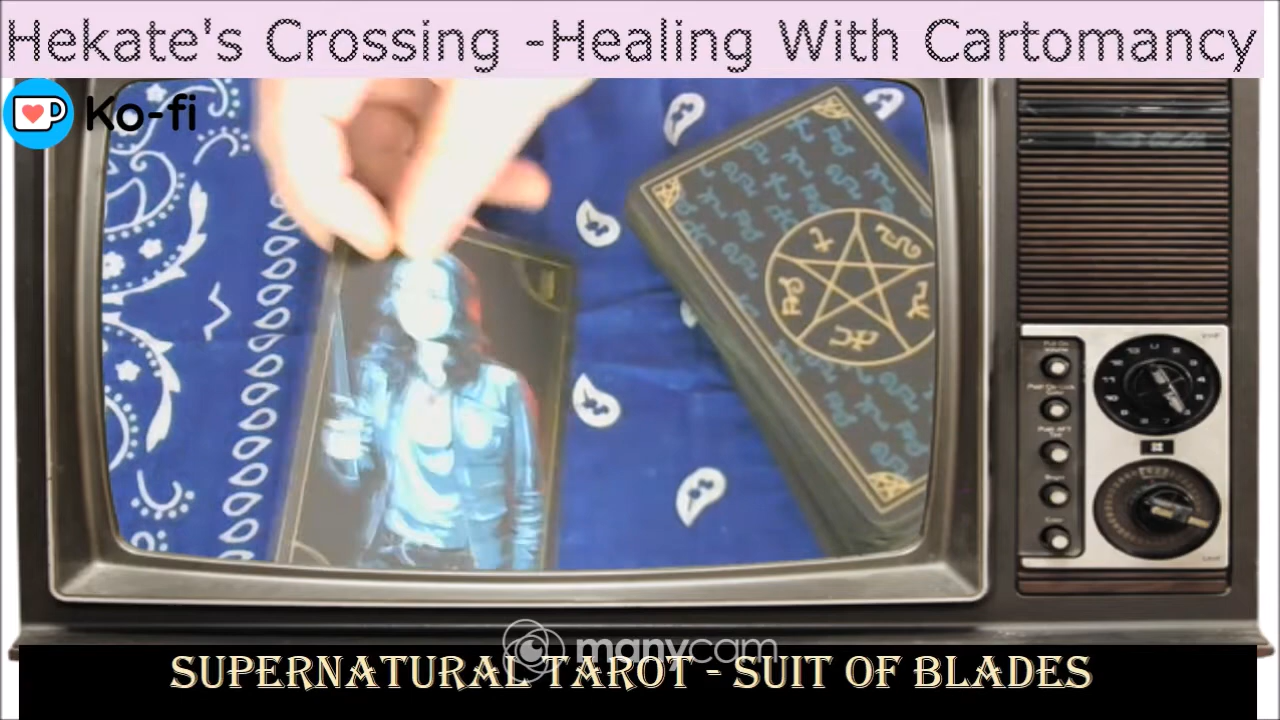 Hekate's Crossing -Healing With Cartomancy
Ko-fi
manycam
SUPERNATURAL TAROT - SUIT OF BLADES